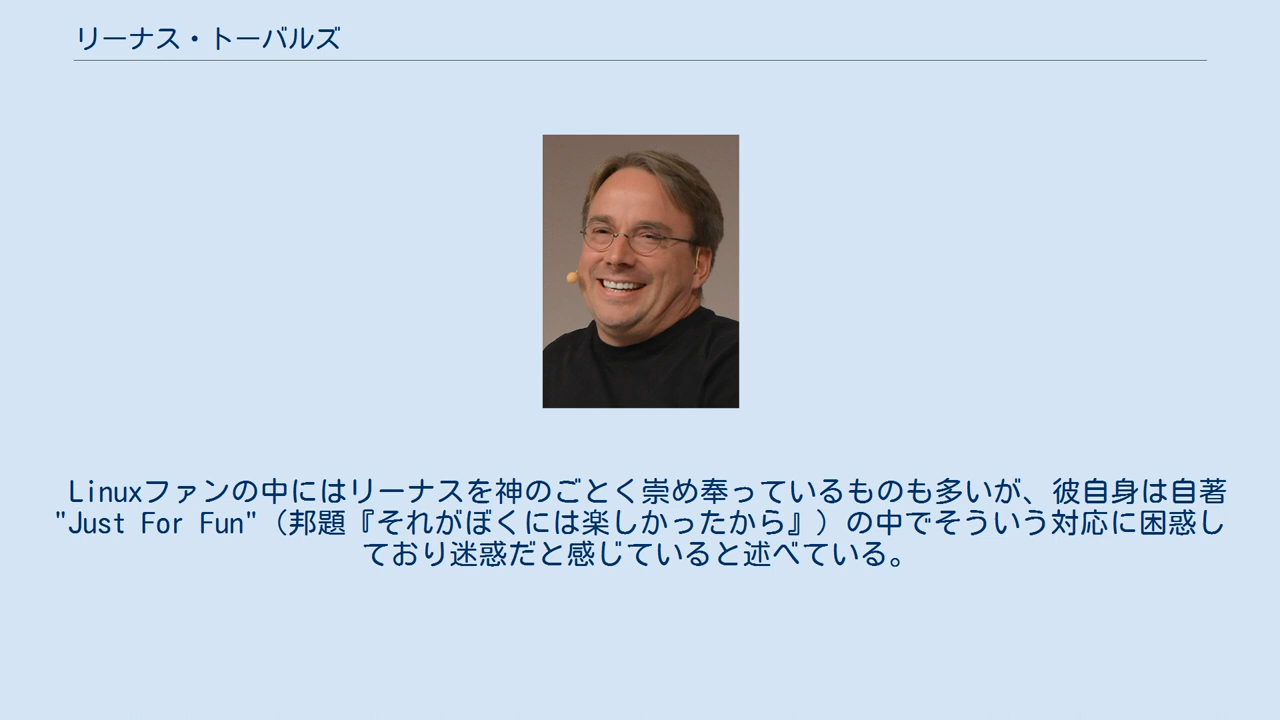 リーナス・トーバルズ
Linuxファンの中にはリーナスを神のごとく崇め奉っているものも多いが、彼自身は自著
"Just For Fun"（邦題『それがぼくには楽しかったから』）の中でそういう対応に困惑し
ており迷惑だと感じていると述べている。